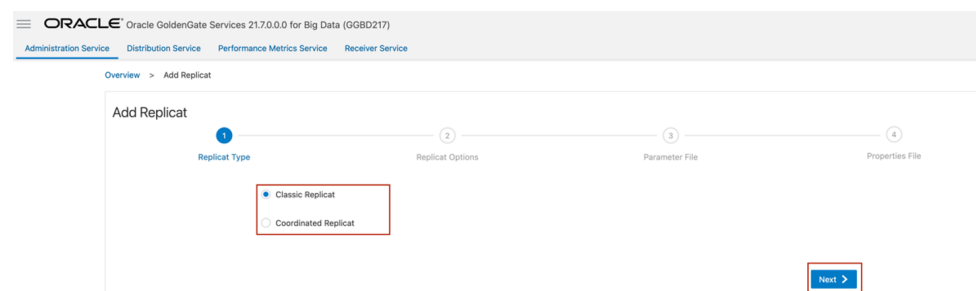 ORACLE Oracle GoldenGate Services 21.7.0.0.0 for Big Data (GGBD217)
Administration Service Distribution Service Performance Metrics Service Receiver Service
Overview > Add Replicat
Add Replicat
1 2 3 4
Replicat Type Replicat Options Parameter File Properties File
Classic Replicat
Coordinated Replicat
Next >